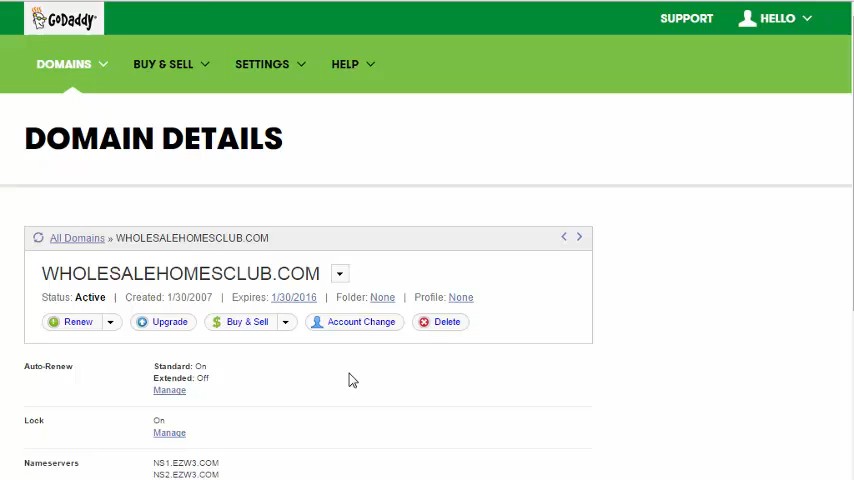 GoDaddy
SUPPORT
HELLO
DOMAINS
BUY & SELL
SETTINGS
HELP
DOMAIN DETAILS
All Domains » WHOLESALEHOMESCLUB.COM
WHOLESALEHOMESCLUB.COM
Status: Active | Created: 1/30/2007 | Expires: 1/30/2016 | Folder: None | Profile: None
Renew
Upgrade
$ Buy & Sell
Account Change
Delete
Auto-Renew
Standard: On
Extended: Off
Manage
Lock
On
Manage
Nameservers
NS1.EZW3.COM
NS2.EZW3.COM